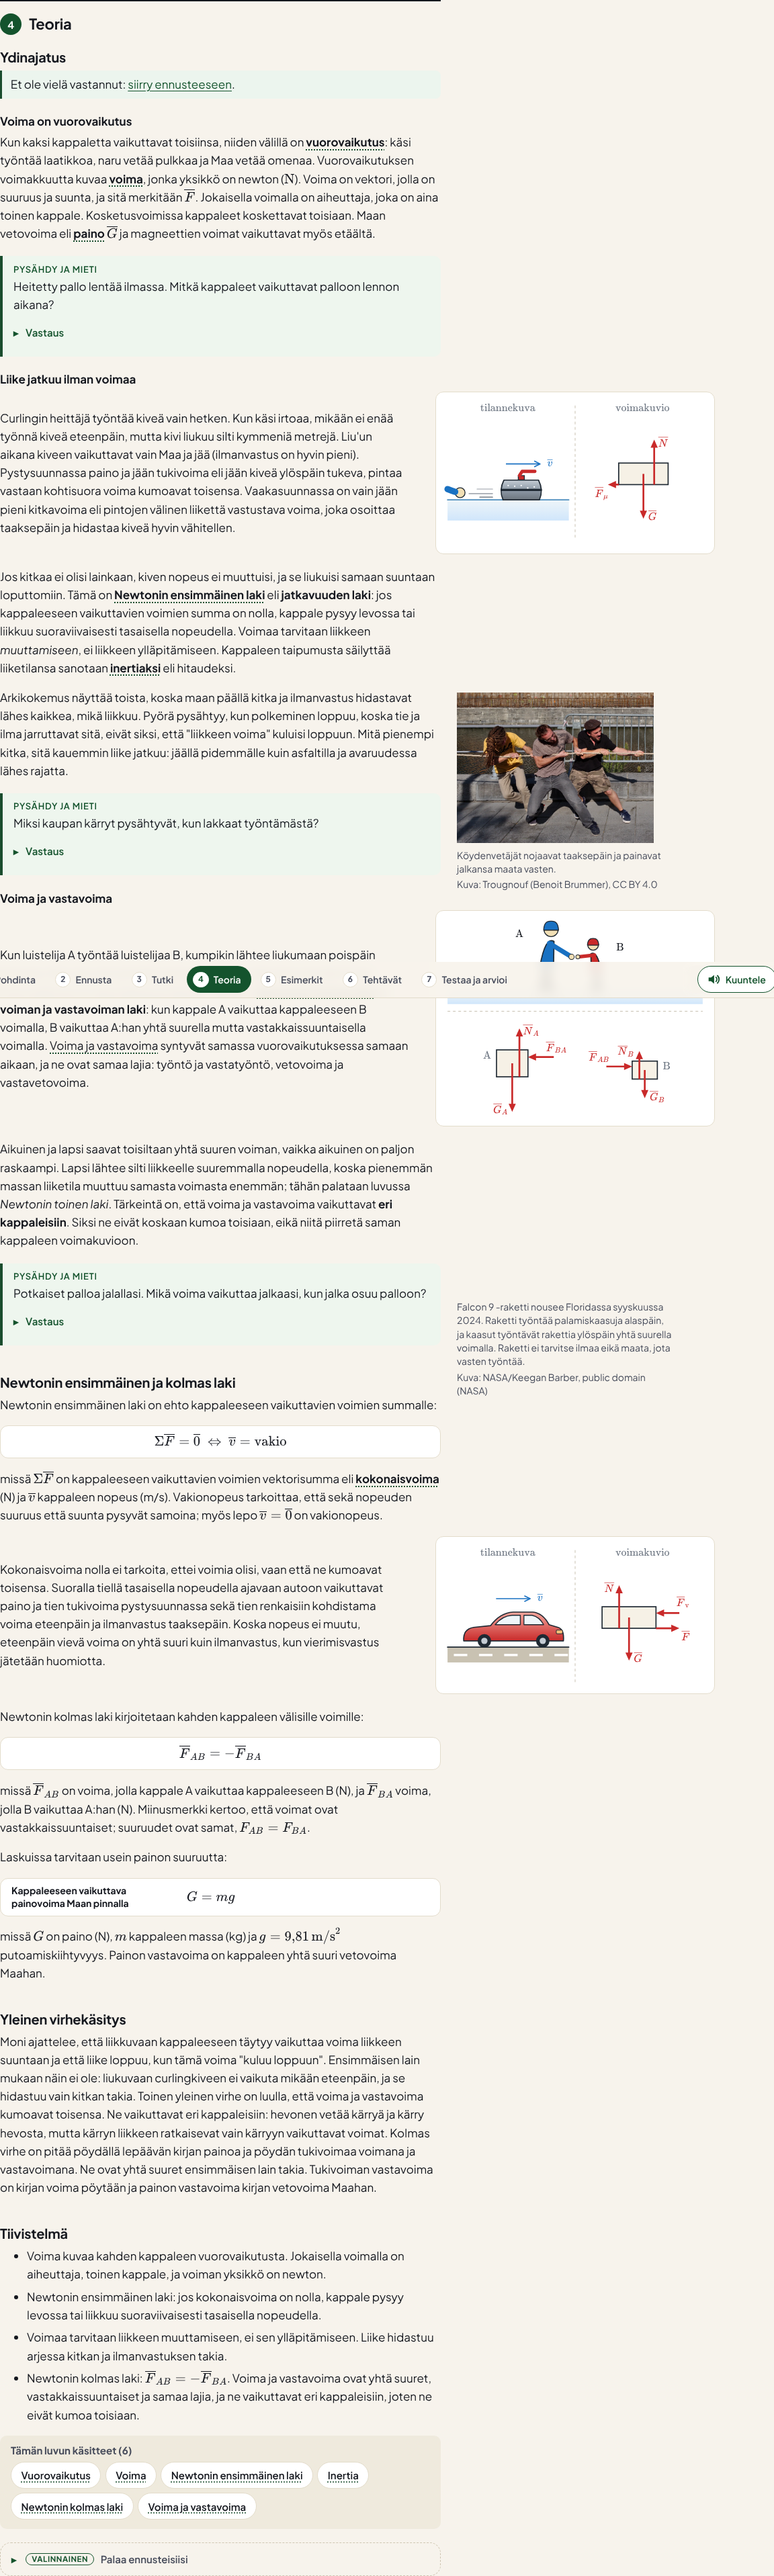 4 Teoria
Ydinajatus
Et ole vielä vastannut: siirry ennusteeseen.
Voima on vuorovaikutus
Kun kaksi kappaletta vaikuttavat toisiinsa, niiden välillä on vuorovaikutus: käsi
työntää laatikkoa, naru vetää pulkkaa ja Maa vetää omenaa. Vuorovaikutuksen
voimakkuutta kuvaa voima, jonka yksikkö on newton (N). Voima on vektori, jolla on
suuruus ja suunta, ja sitä merkitään F̅. Jokaisella voimalla on aiheuttaja, joka on aina
toinen kappale. Kosketusvoimissa kappaleet koskettavat toisiaan. Maan
vetovoima eli paino G̅ ja magneettien voimat vaikuttavat myös etäältä.
PYSÄHDY JA MIETI
Heitetty pallo lentää ilmassa. Mitkä kappaleet vaikuttavat palloon lennon
aikana?
► Vastaus
Liike jatkuu ilman voimaa
Curlingin heittäjä työntää kiveä vain hetken. Kun käsi irtoaa, mikään ei enää
työnnä kiveä eteenpäin, mutta kivi liukuu silti kymmeniä metrejä. Liu'un
aikana kiveen vaikuttavat vain Maa ja jää (ilmanvastus on hyvin pieni).
Pystysuunnassa paino ja jään tukivoima eli jään kiveä ylöspäin tukeva, pintaa
vastaan kohtisuora voima kumoavat toisensa. Vaakasuunnassa on vain jään
pieni kitkavoima eli pintojen välinen liikettä vastustava voima, joka osoittaa
taaksepäin ja hidastaa kiveä hyvin vähitellen.
tilannekuva
voimakuvio
v̅
N̅
F̅μ
G̅
Jos kitkaa ei olisi lainkaan, kiven nopeus ei muuttuisi, ja se liukuisi samaan suuntaan
loputtomiin. Tämä on Newtonin ensimmäinen laki eli jatkavuuden laki: jos
kappaleeseen vaikuttavien voimien summa on nolla, kappale pysyy levossa tai
liikkuu suoraviivaisesti tasaisella nopeudella. Voimaa tarvitaan liikkeen
muuttamiseen, ei liikkeen ylläpitämiseen. Kappaleen taipumusta säilyttää
liiketilansa sanotaan inertiaksi eli hitaudeksi.
Arkikokemus näyttää toista, koska maan päällä kitka ja ilmanvastus hidastavat
lähes kaikkea, mikä liikkuu. Pyörä pysähtyy, kun polkeminen loppuu, koska tie ja
ilma jarruttavat sitä, eivät siksi, että "liikkeen voima" kuluisi loppuun. Mitä pienempi
kitka, sitä kauemmin liike jatkuu: jäällä pidemmälle kuin asfaltilla ja avaruudessa
lähes rajatta.
Köydenvetäjät nojaavat taaksepäin ja painavat
jalkansa maata vasten.
Kuva: Trougnouf (Benoit Brummer), CC BY 4.0
PYSÄHDY JA MIETI
Miksi kaupan kärryt pysähtyvät, kun lakkaat työntämästä?
► Vastaus
Voima ja vastavoima
Kun luistelija A työntää luistelijaa B, kumpikin lähtee liukumaan poispäin
ohdinta 2 Ennusta 3 Tutki 4 Teoria 5 Esimerkit 6 Tehtävät 7 Testaa ja arvioi Kuuntele
voiman ja vastavoiman laki: kun kappale A vaikuttaa kappaleeseen B
voimalla, B vaikuttaa A:han yhtä suurella mutta vastakkaissuuntaisella
voimalla. Voima ja vastavoima syntyvät samassa vuorovaikutuksessa samaan
aikaan, ja ne ovat samaa lajia: työntö ja vastatyöntö, vetovoima ja
vastavetovoima.
A
B
A
N̅A
F̅BA
G̅A
F̅AB
N̅B
B
G̅B
Aikuinen ja lapsi saavat toisiltaan yhtä suuren voiman, vaikka aikuinen on paljon
raskaampi. Lapsi lähtee silti liikkeelle suuremmalla nopeudella, koska pienemmän
massan liiketila muuttuu samasta voimasta enemmän; tähän palataan luvussa
Newtonin toinen laki. Tärkeintä on, että voima ja vastavoima vaikuttavat eri
kappaleisiin. Siksi ne eivät koskaan kumoa toisiaan, eikä niitä piirretä saman
kappaleen voimakuvioon.
PYSÄHDY JA MIETI
Potkaiset palloa jalallasi. Mikä voima vaikuttaa jalkaasi, kun jalka osuu palloon?
► Vastaus
Falcon 9 -raketti nousee Floridassa syyskuussa
2024. Raketti työntää palamiskaasuja alaspäin,
ja kaasut työntävät rakettia ylöspäin yhtä suurella
voimalla. Raketti ei tarvitse ilmaa eikä maata, jota
vasten työntää.
Kuva: NASA/Keegan Barber, public domain
(NASA)
Newtonin ensimmäinen ja kolmas laki
Newtonin ensimmäinen laki on ehto kappaleeseen vaikuttavien voimien summalle:
ΣF̅ = 0̅ ⇔ v̅ = vakio
missä ΣF̅ on kappaleeseen vaikuttavien voimien vektorisumma eli kokonaisvoima
(N) ja v̅ kappaleen nopeus (m/s). Vakionopeus tarkoittaa, että sekä nopeuden
suuruus että suunta pysyvät samoina; myös lepo v̅ = 0̅ on vakionopeus.
Kokonaisvoima nolla ei tarkoita, ettei voimia olisi, vaan että ne kumoavat
toisensa. Suoralla tiellä tasaisella nopeudella ajavaan autoon vaikuttavat
paino ja tien tukivoima pystysuunnassa sekä tien renkaisiin kohdistama
voima eteenpäin ja ilmanvastus taaksepäin. Koska nopeus ei muutu,
eteenpäin vievä voima on yhtä suuri kuin ilmanvastus, kun vierimisvastus
jätetään huomiotta.
tilannekuva
voimakuvio
v̅
N̅
F̅v
F̅
G̅
Newtonin kolmas laki kirjoitetaan kahden kappaleen välisille voimille:
F̅AB = −F̅BA
missä F̅AB on voima, jolla kappale A vaikuttaa kappaleeseen B (N), ja F̅BA voima,
jolla B vaikuttaa A:han (N). Miinusmerkki kertoo, että voimat ovat
vastakkaissuuntaiset; suuruudet ovat samat, FAB = FBA.
Laskuissa tarvitaan usein painon suuruutta:
Kappaleeseen vaikuttava
painovoima Maan pinnalla
G = mg
missä G on paino (N), m kappaleen massa (kg) ja g = 9,81 m/s²
putoamiskiihtyvyys. Painon vastavoima on kappaleen yhtä suuri vetovoima
Maahan.
Yleinen virhekäsitys
Moni ajattelee, että liikkuvaan kappaleeseen täytyy vaikuttaa voima liikkeen
suuntaan ja että liike loppuu, kun tämä voima "kuluu loppuun". Ensimmäisen lain
mukaan näin ei ole: liukuvaan curlingkiveen ei vaikuta mikään eteenpäin, ja se
hidastuu vain kitkan takia. Toinen yleinen virhe on luulla, että voima ja vastavoima
kumoavat toisensa. Ne vaikuttavat eri kappaleisiin: hevonen vetää kärryä ja kärry
hevosta, mutta kärryn liikkeen ratkaisevat vain kärryyn vaikuttavat voimat. Kolmas
virhe on pitää pöydällä lepäävän kirjan painoa ja pöydän tukivoimaa voimana ja
vastavoimana. Ne ovat yhtä suuret ensimmäisen lain takia. Tukivoiman vastavoima
on kirjan voima pöytään ja painon vastavoima kirjan vetovoima Maahan.
Tiivistelmä
• Voima kuvaa kahden kappaleen vuorovaikutusta. Jokaisella voimalla on
aiheuttaja, toinen kappale, ja voiman yksikkö on newton.
• Newtonin ensimmäinen laki: jos kokonaisvoima on nolla, kappale pysyy
levossa tai liikkuu suoraviivaisesti tasaisella nopeudella.
• Voimaa tarvitaan liikkeen muuttamiseen, ei sen ylläpitämiseen. Liike hidastuu
arjessa kitkan ja ilmanvastuksen takia.
• Newtonin kolmas laki: F̅AB = −F̅BA. Voima ja vastavoima ovat yhtä suuret,
vastakkaissuuntaiset ja samaa lajia, ja ne vaikuttavat eri kappaleisiin, joten ne
eivät kumoa toisiaan.
Tämän luvun käsitteet (6)
Vuorovaikutus Voima Newtonin ensimmäinen laki Inertia
Newtonin kolmas laki Voima ja vastavoima
► VALINNAINEN Palaa ennusteisiisi